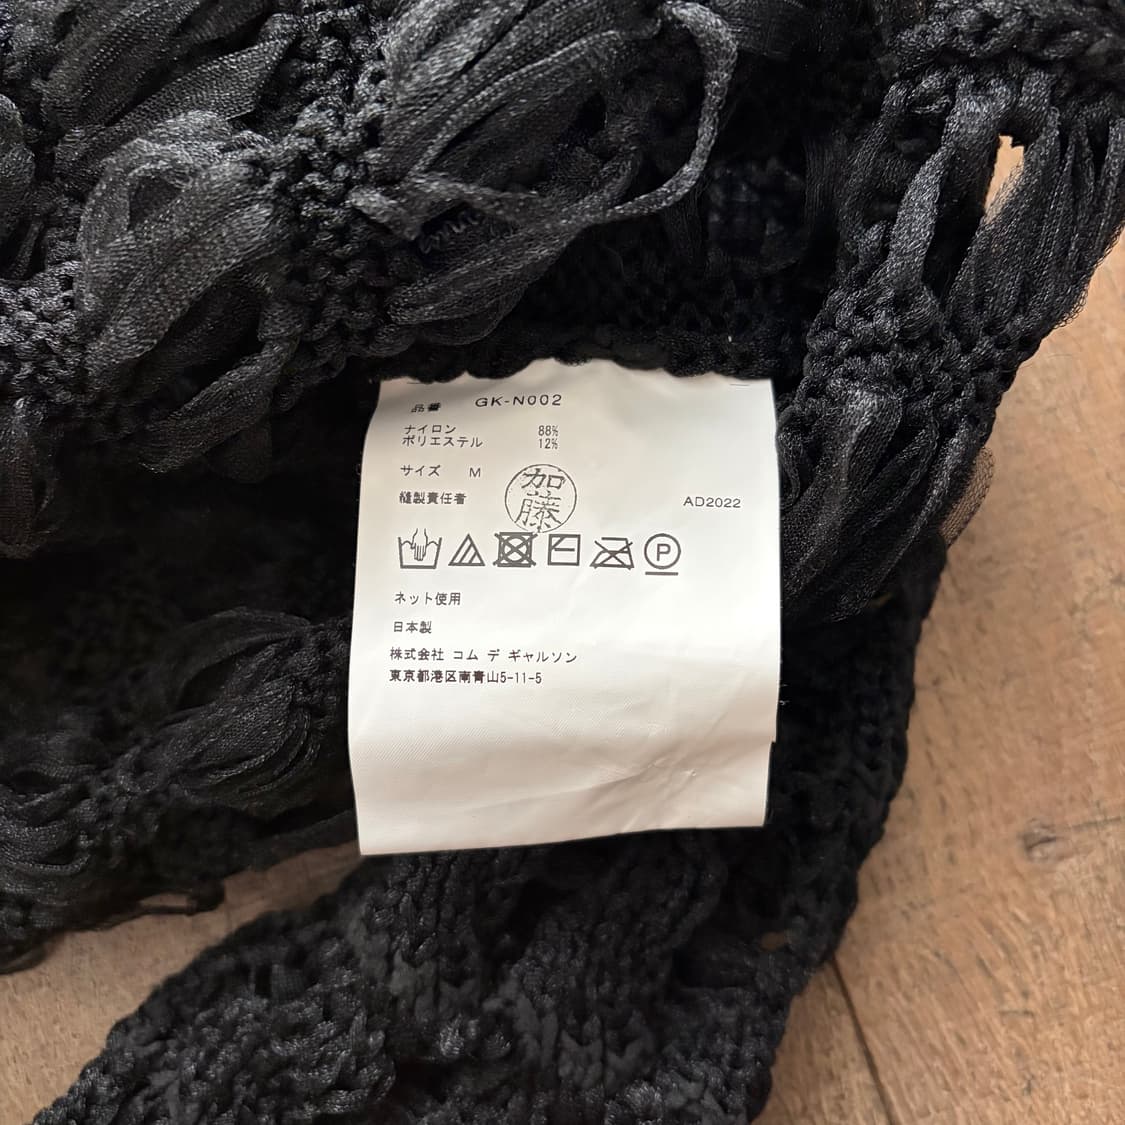 品番 GK-N002
ナイロン 88%
ポリエステル 12%
サイズ M
縫製責任者 加藤 AD2022
P
ネット使用
日本製
株式会社 コム デ ギャルソン
東京都港区南青山5-11-5